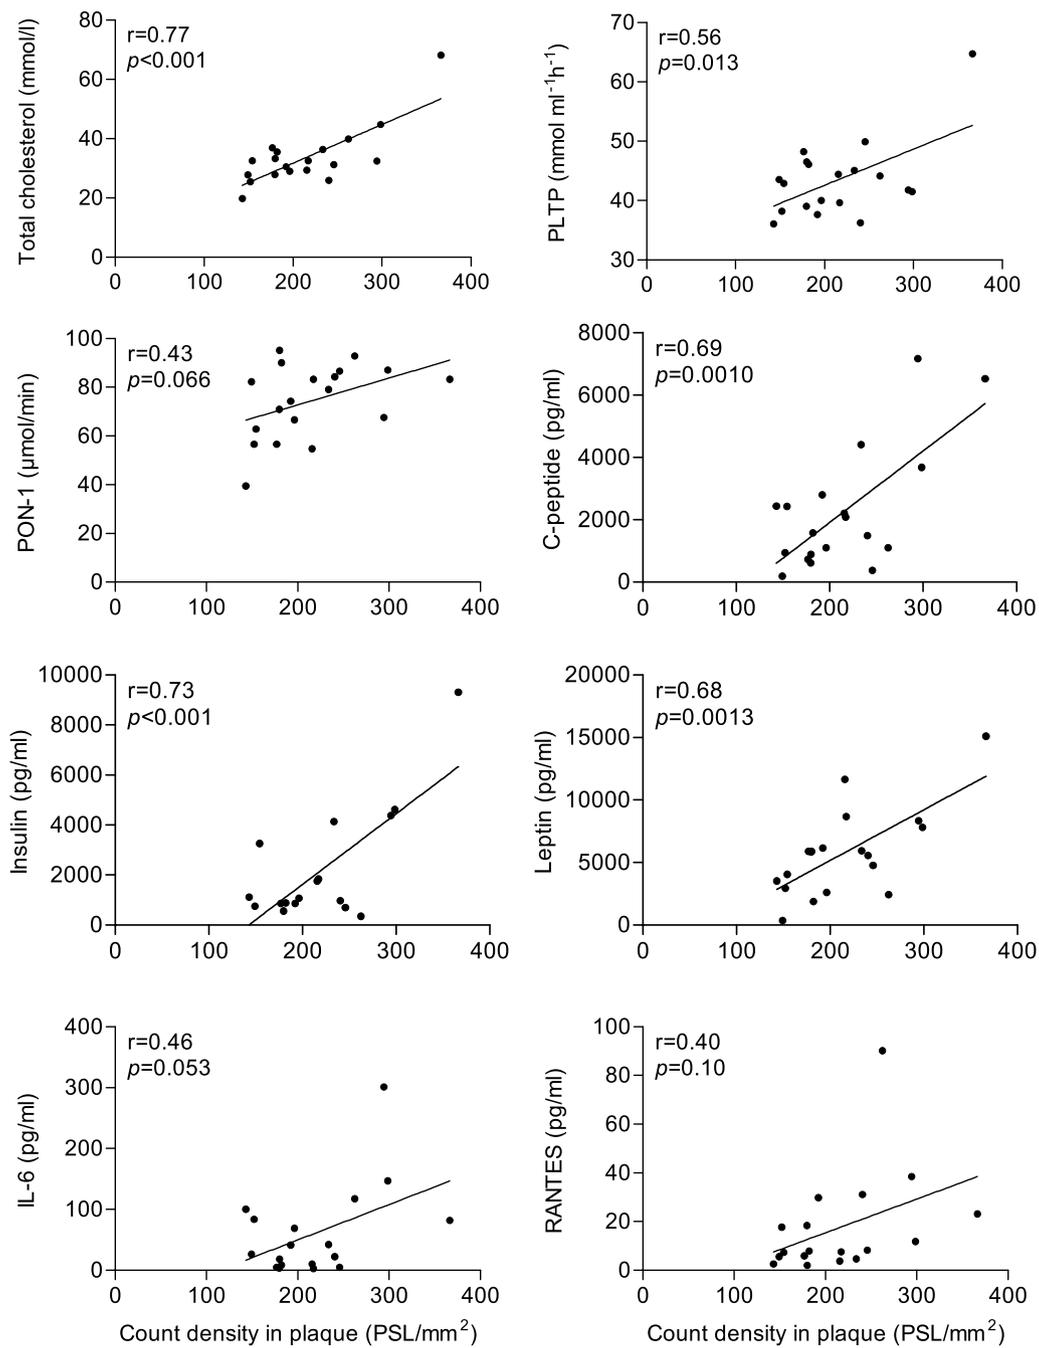 Total cholesterol (mmol/l)
80
60
40
20
0
r=0.77
p<0.001
0 100 200 300 400
PLTP (mmol ml⁻¹h⁻¹)
70
60
50
40
30
r=0.56
p=0.013
0 100 200 300 400
PON-1 (µmol/min)
100
80
60
40
20
0
r=0.43
p=0.066
0 100 200 300 400
C-peptide (pg/ml)
8000
6000
4000
2000
0
r=0.69
p=0.0010
0 100 200 300 400
Insulin (pg/ml)
10000
8000
6000
4000
2000
0
r=0.73
p<0.001
0 100 200 300 400
Leptin (pg/ml)
20000
15000
10000
5000
0
r=0.68
p=0.0013
0 100 200 300 400
IL-6 (pg/ml)
400
300
200
100
0
r=0.46
p=0.053
0 100 200 300 400
Count density in plaque (PSL/mm²)
RANTES (pg/ml)
100
80
60
40
20
0
r=0.40
p=0.10
0 100 200 300 400
Count density in plaque (PSL/mm²)